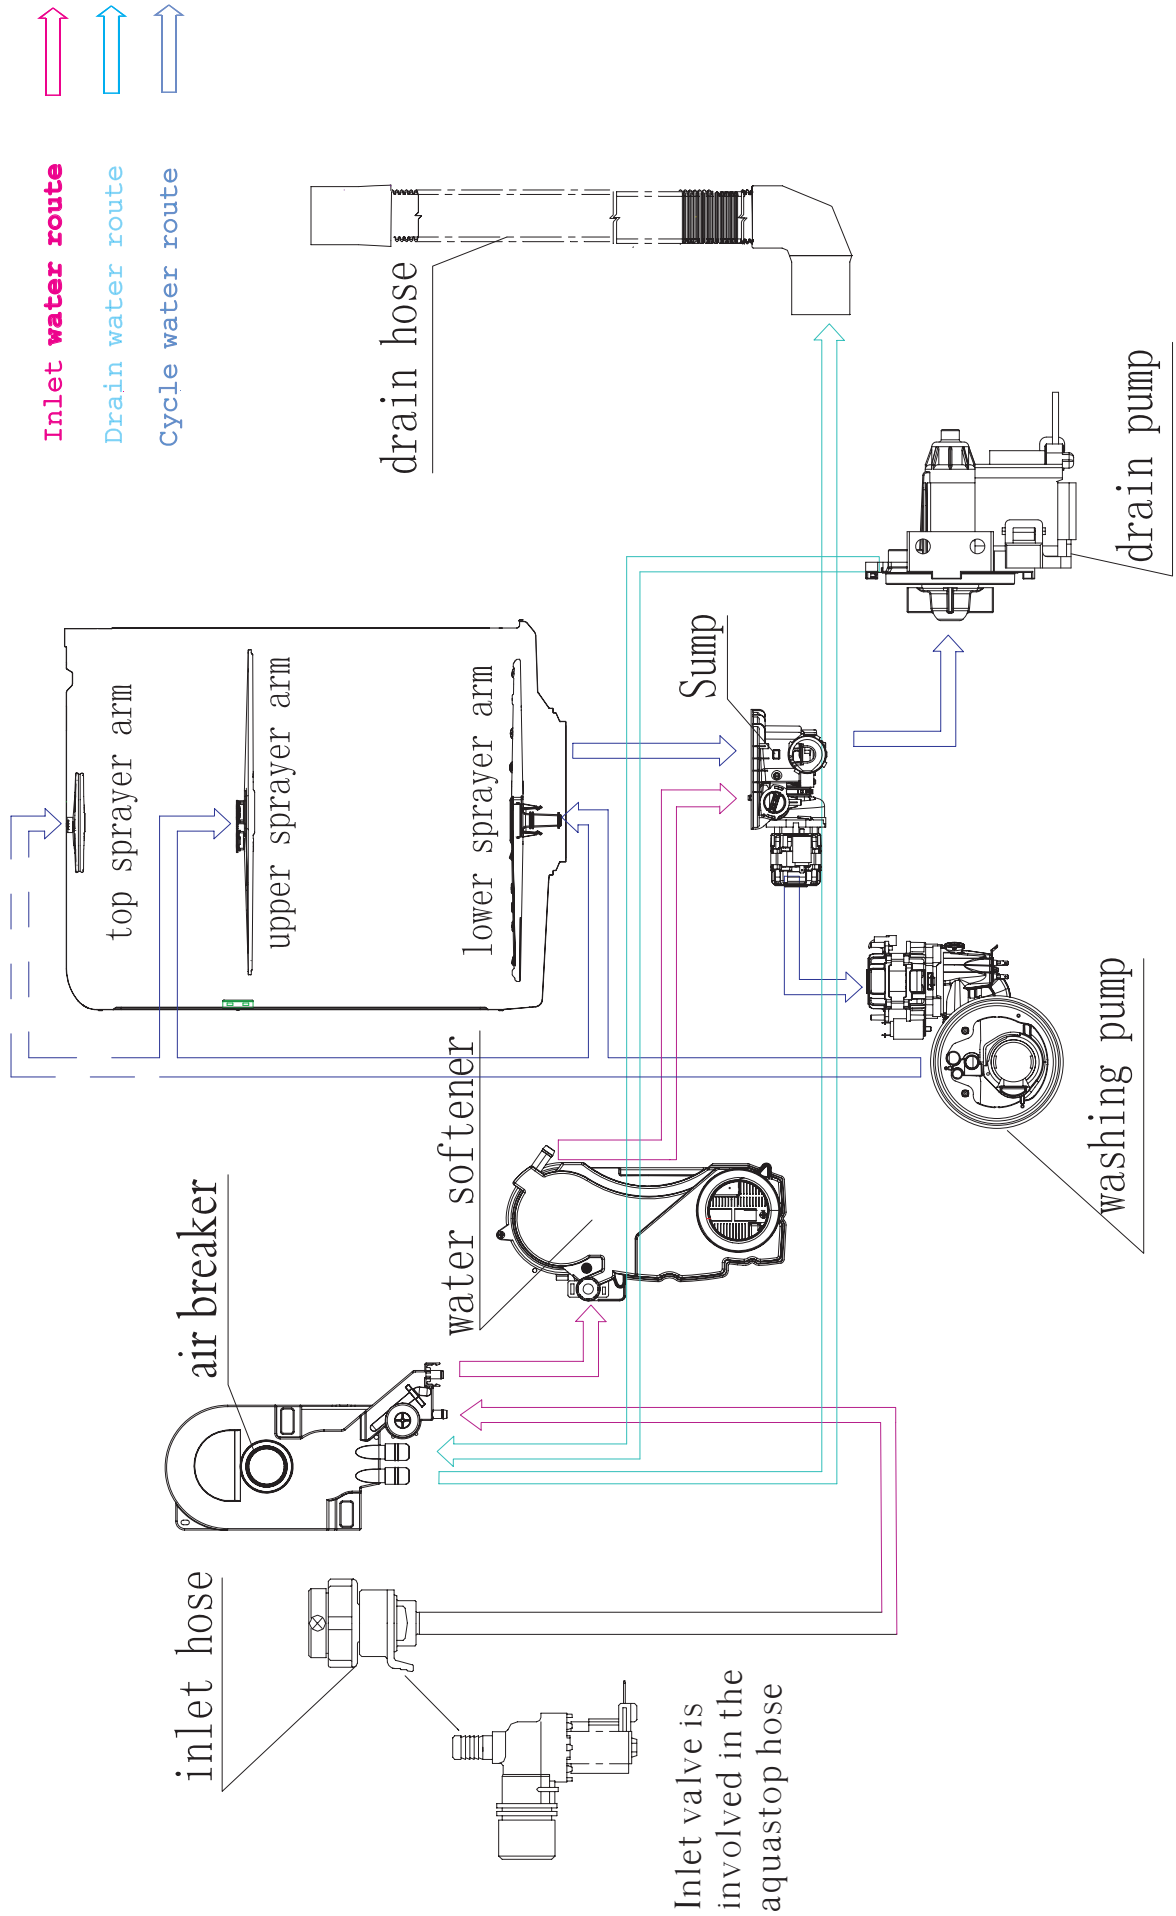 Inlet water route
Drain water route
Cycle water route
inlet hose
air breaker
water softener
top sprayer arm
upper sprayer arm
lower sprayer arm
drain hose
Sump
washing pump
drain pump
Inlet valve is
involved in the
aquastop hose